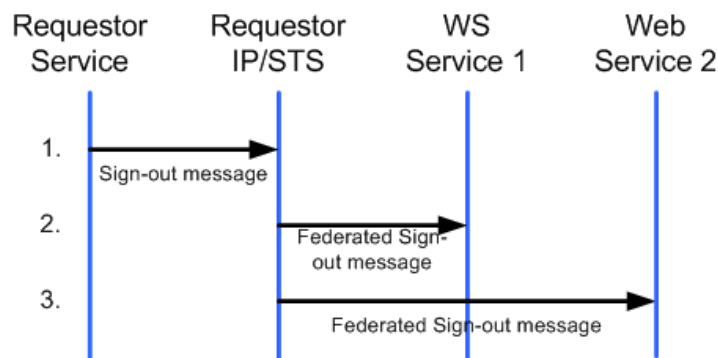 Requestor Service
Requestor IP/STS
WS Service 1
Web Service 2
1.
Sign-out message
2.
Federated Sign-
out message
3.
Federated Sign-out message